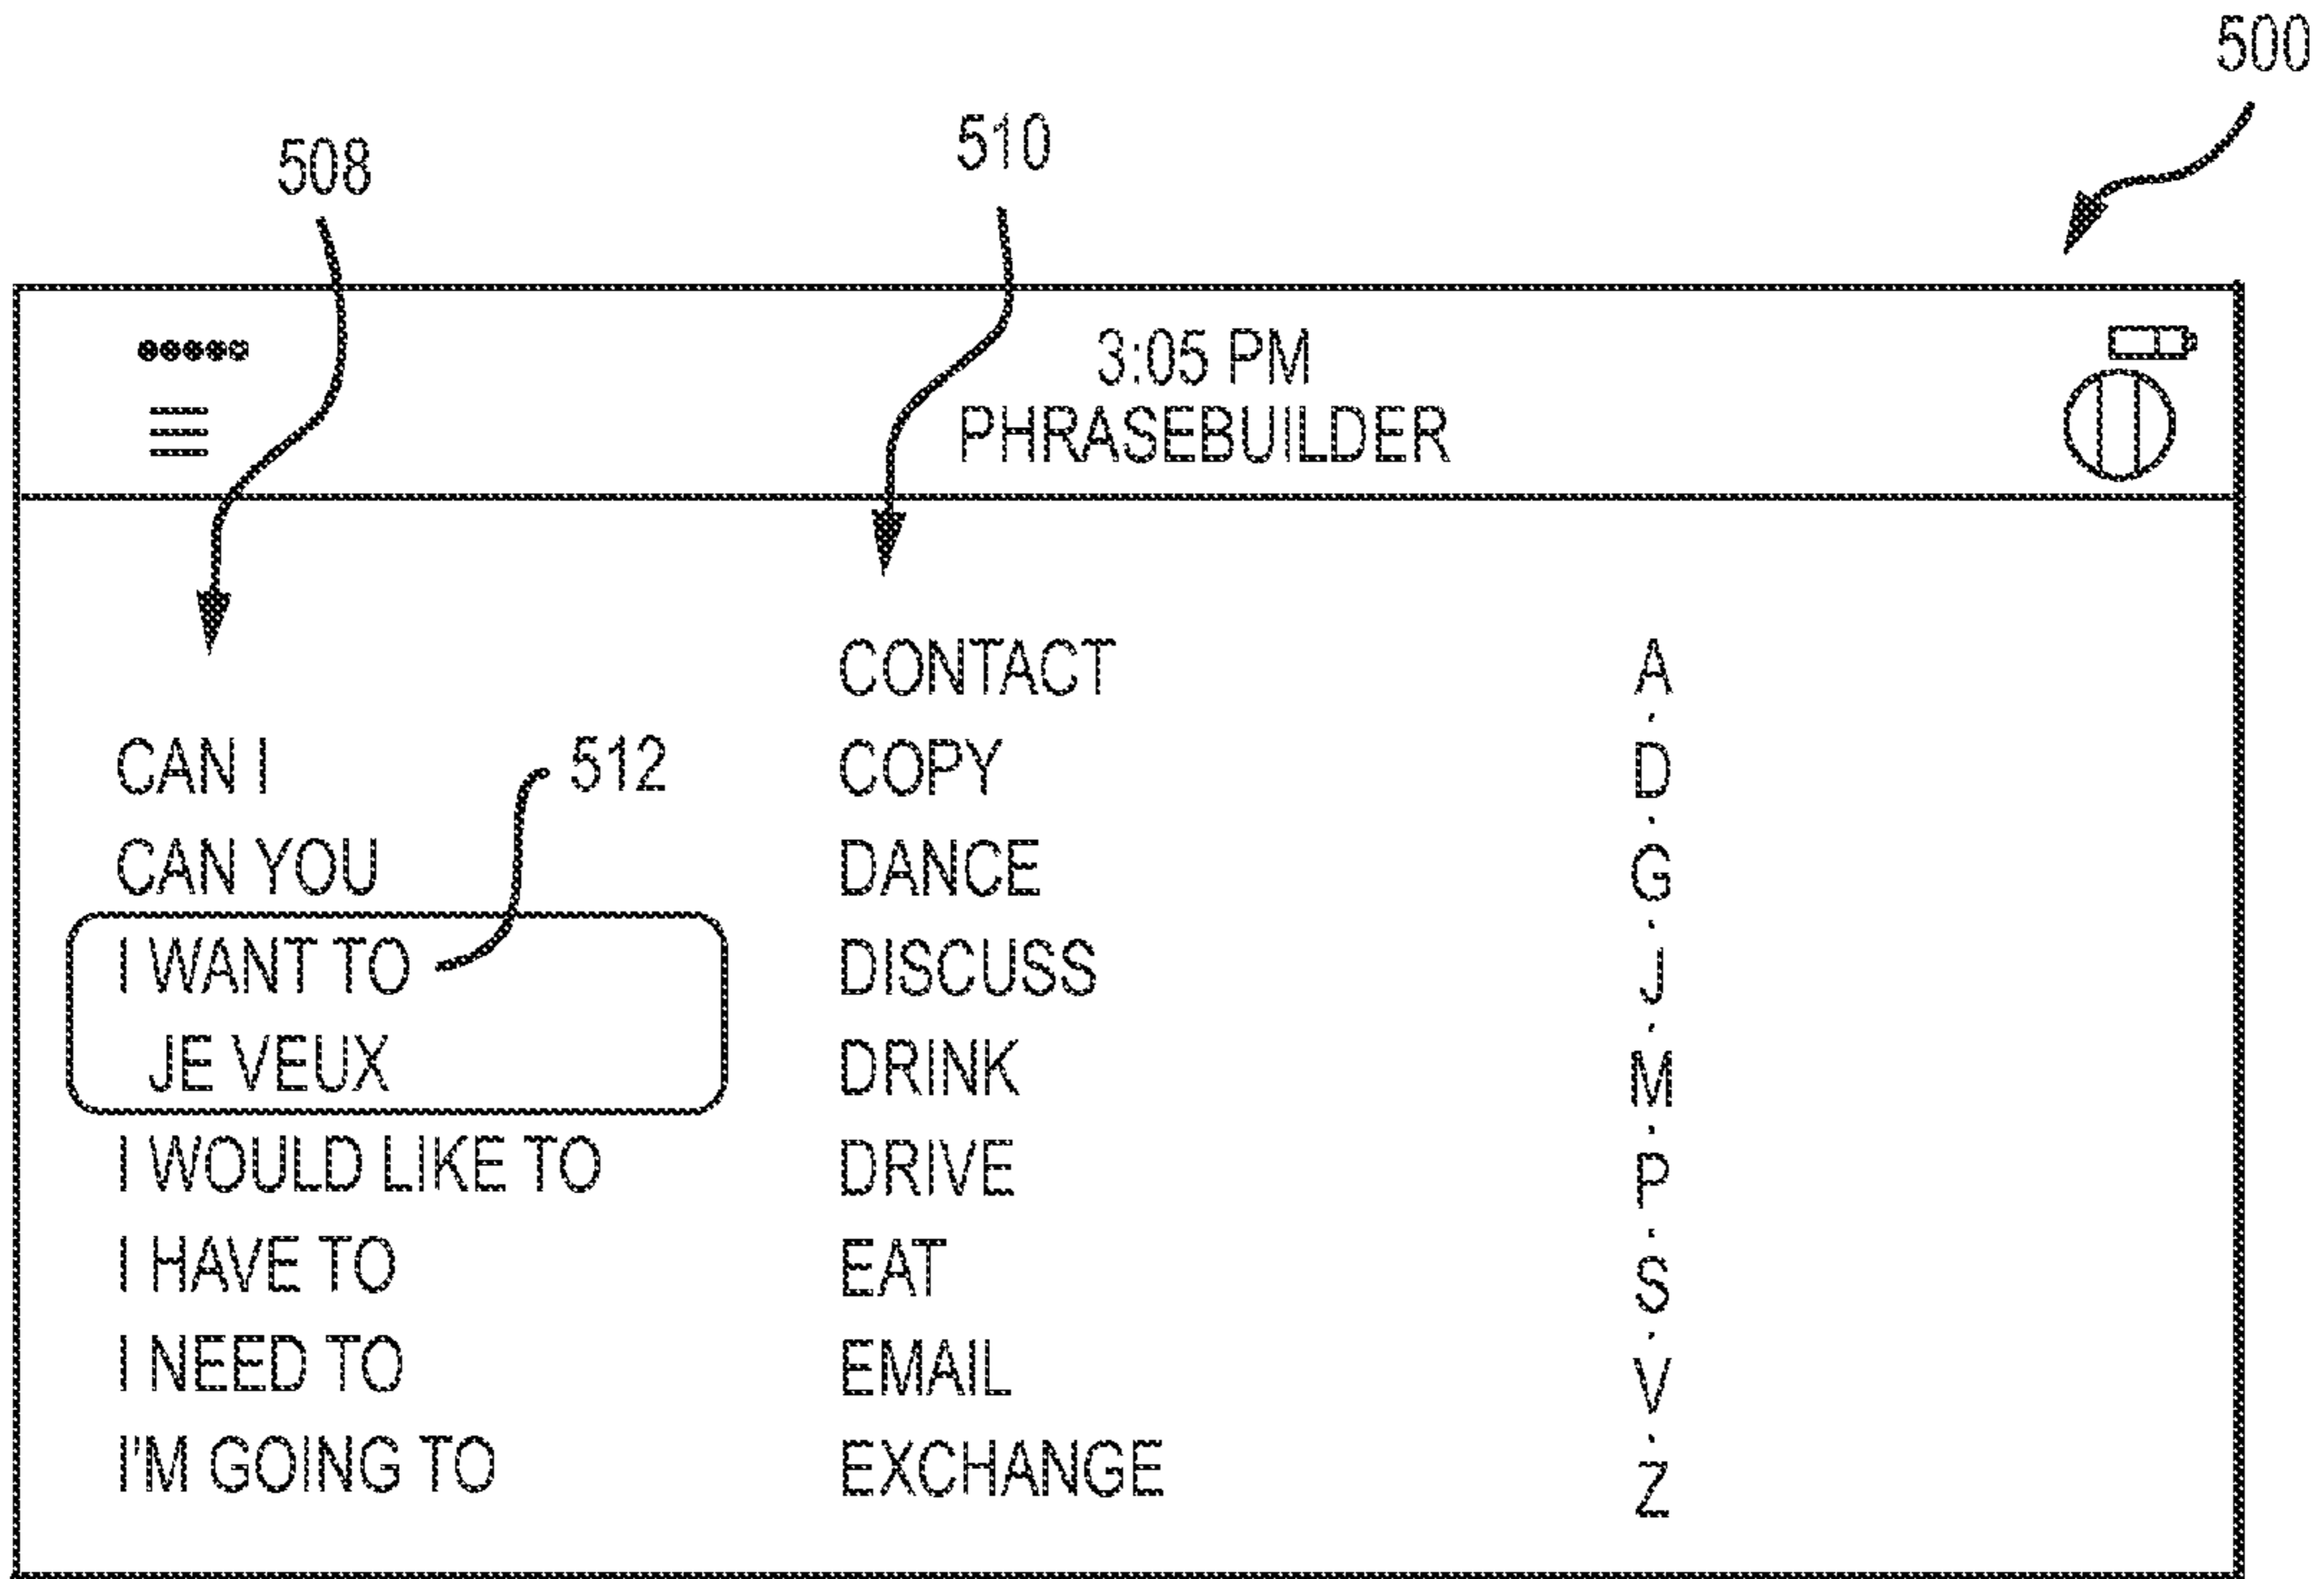 500
508
510
3:05 PM
PHRASEBUILDER
CONTACT
A
CAN I
512
COPY
D
CAN YOU
DANCE
G
I WANT TO
DISCUSS
J
JE VEUX
DRINK
M
I WOULD LIKE TO
DRIVE
P
I HAVE TO
EAT
S
I NEED TO
EMAIL
V
I'M GOING TO
EXCHANGE
Z